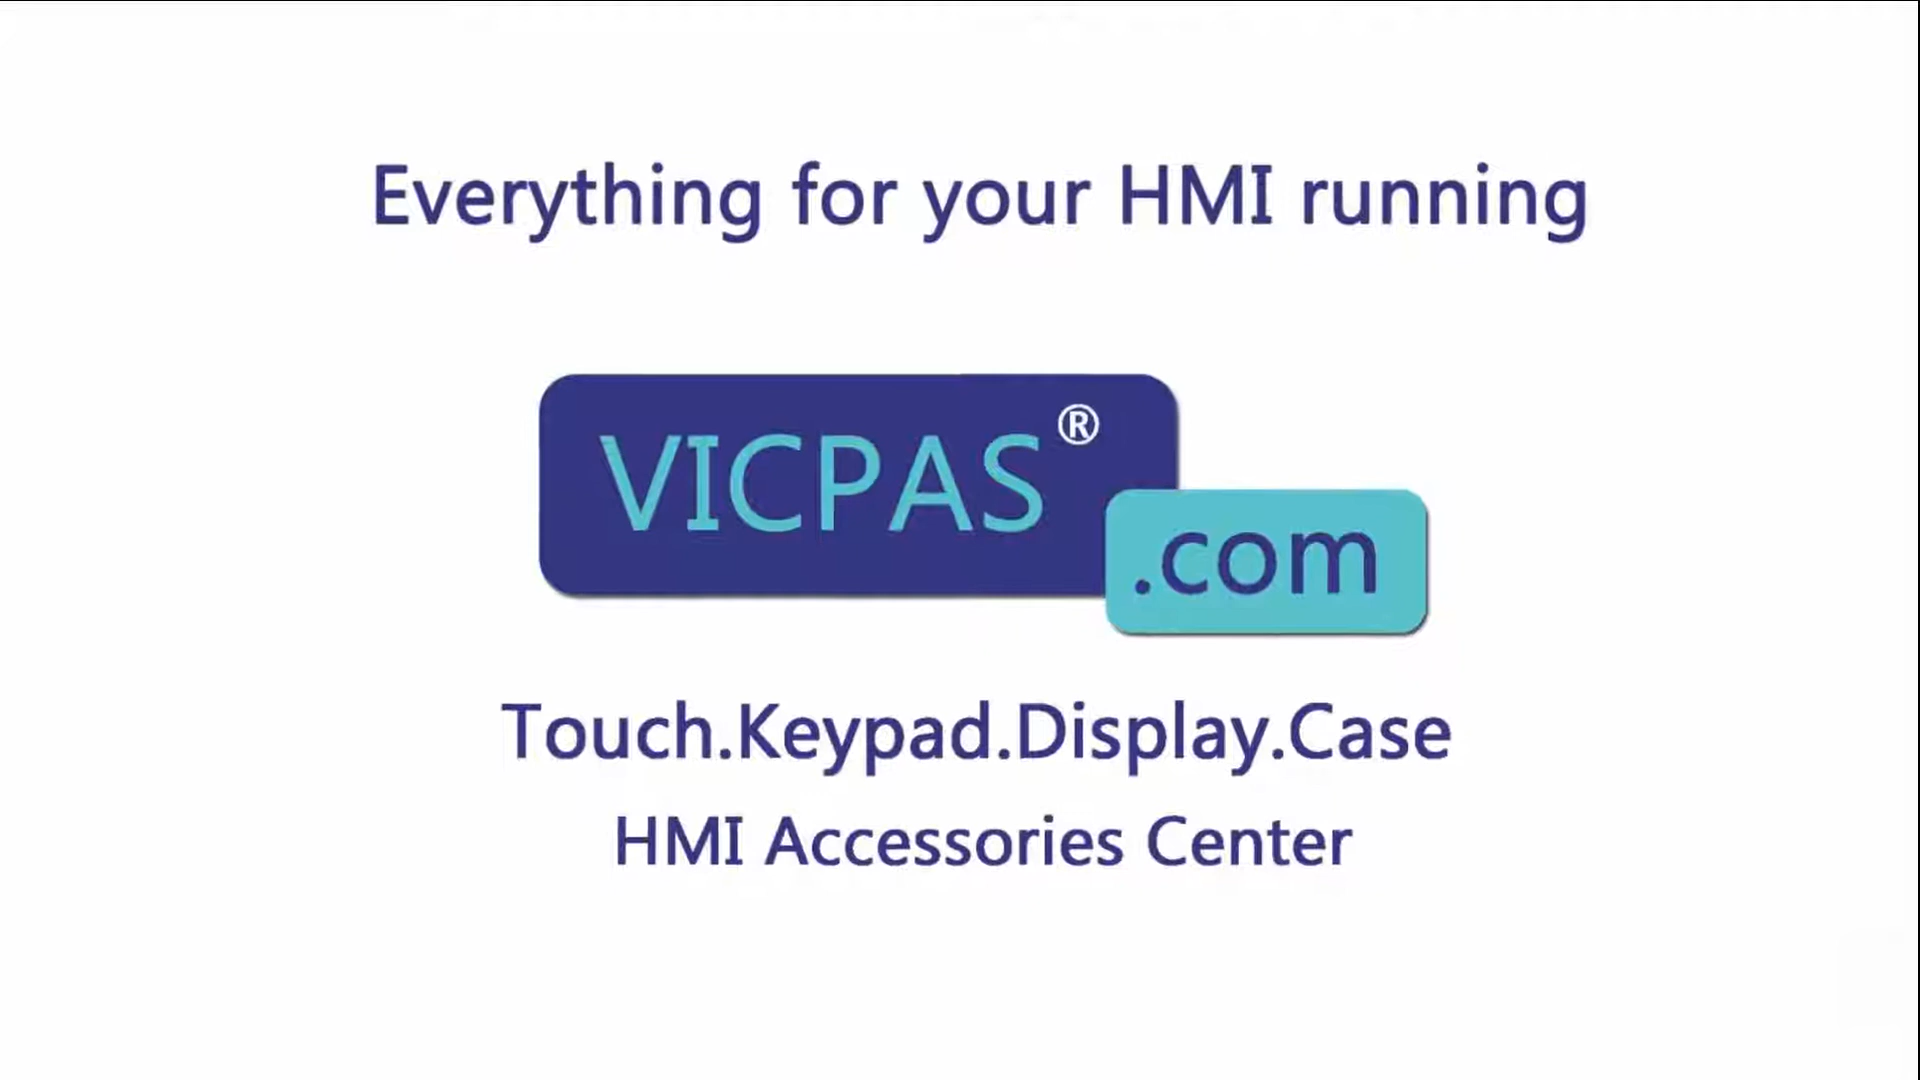 Everything for your HMI running
VICPAS®
.com
Touch.Keypad.Display.Case
HMI Accessories Center